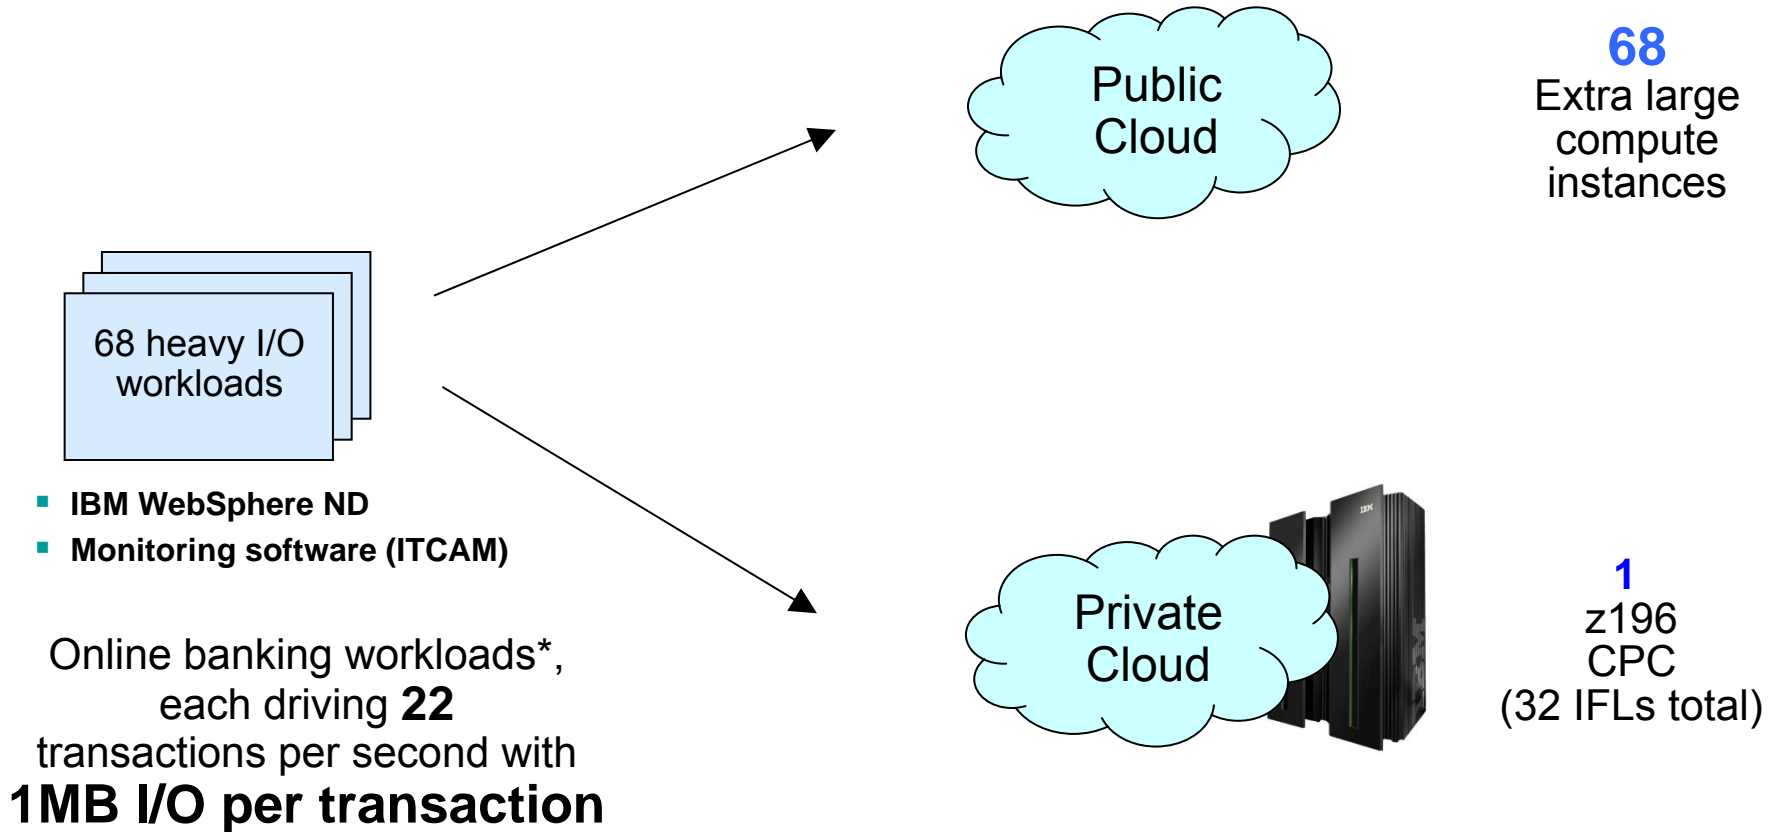 Public
Cloud
68
Extra large
compute
instances
68 heavy I/O
workloads
IBM WebSphere ND
Monitoring software (ITCAM)
Online banking workloads*,
each driving 22
transactions per second with
1MB I/O per transaction
Private
Cloud
IBM
1
z196
CPC
(32 IFLs total)